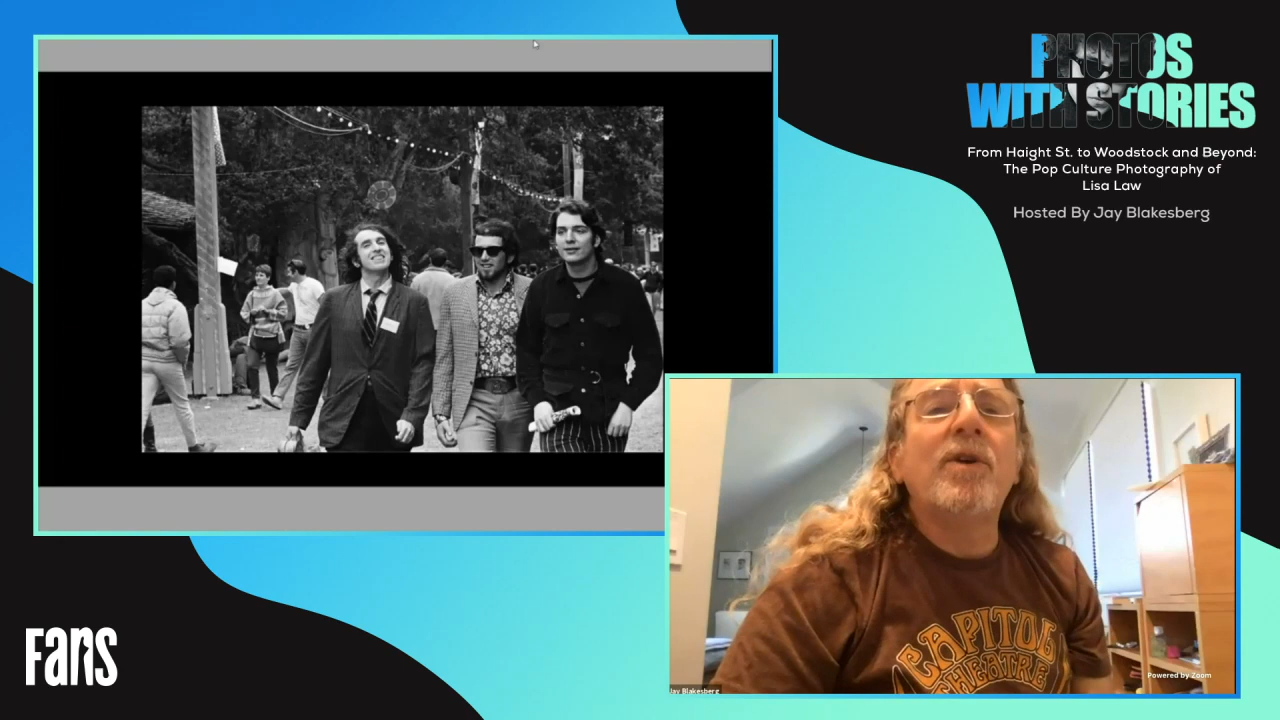 PHOTOS
WITH STORIES
From Haight St. to Woodstock and Beyond:
The Pop Culture Photography of
Lisa Law
Hosted By Jay Blakesberg
CAPITOL
THEATRE
Powered by Zoom
Jay Blakesberg
Fans